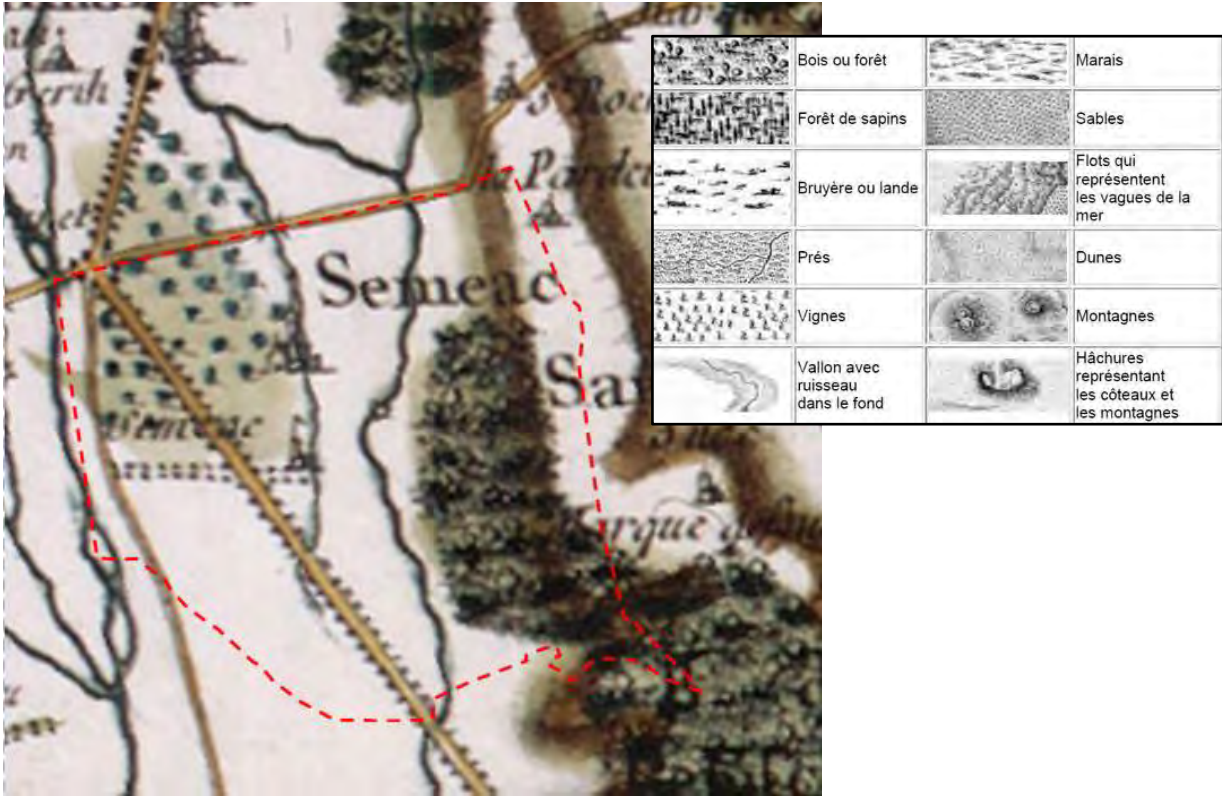 Semeac
Semeac
Bois ou forêt
Marais
Forêt de sapins
Sables
Bruyère ou lande
Flots qui
représentent
les vagues de la
mer
Prés
Dunes
Vignes
Montagnes
Vallon avec
ruisseau
dans le fond
Hâchures
représentant
les côteaux et
les montagnes